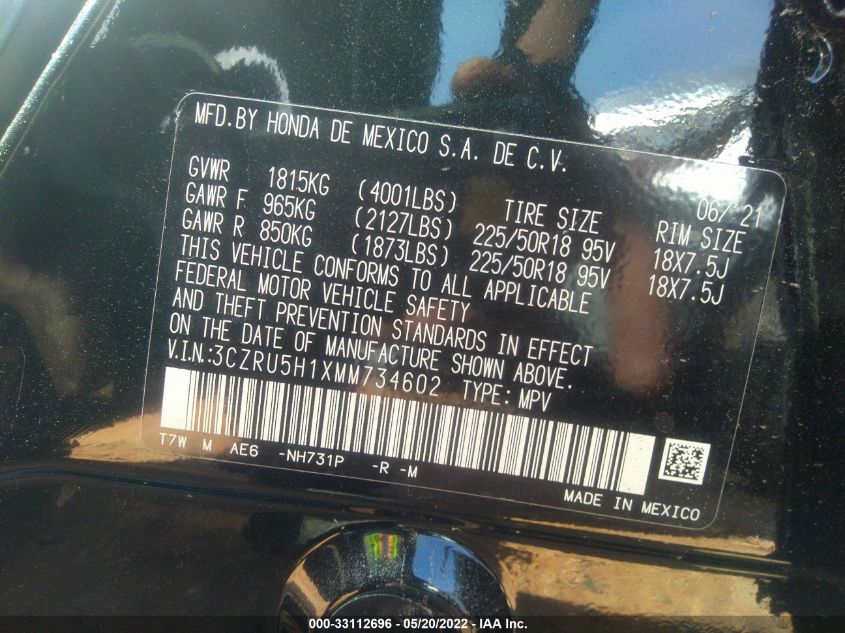 MFD.BY HONDA DE MEXICO S.A. DE C.V.
06/'21
GVWR 1815KG (4001LBS) TIRE SIZE RIM SIZE
GAWR F 965KG (2127LBS) 225/50R18 95V 18X7.5J
GAWR R 850KG (1873LBS) 225/50R18 95V 18X7.5J
THIS VEHICLE CONFORMS TO ALL APPLICABLE
FEDERAL MOTOR VEHICLE SAFETY
AND THEFT PREVENTION STANDARDS IN EFFECT
ON THE DATE OF MANUFACTURE SHOWN ABOVE.
V.I.N.:3CZRU5H1XMM734602 TYPE: MPV
T7W M AE6 -NH731P -R -M
MADE IN MEXICO
000-33112696 - 05/20/2022 - IAA Inc.